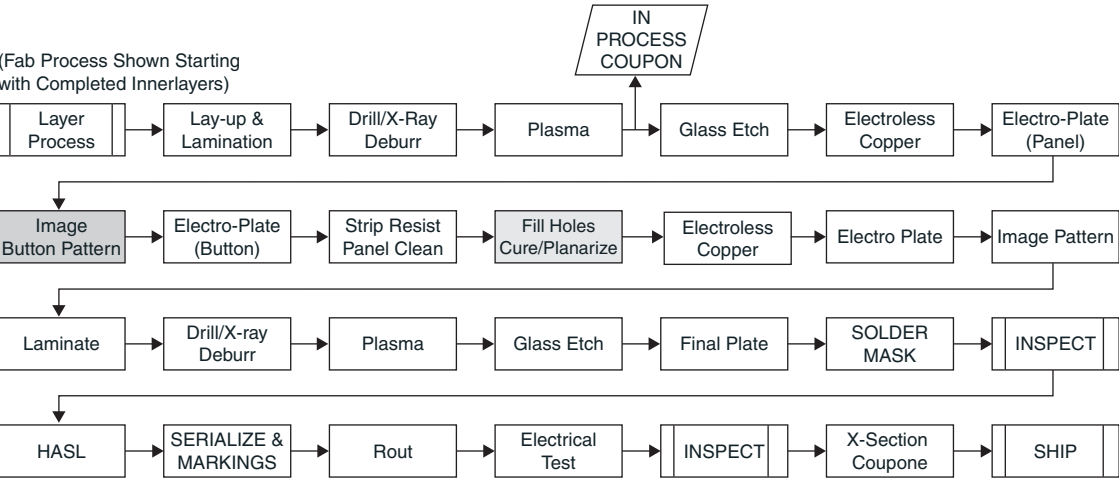 IN
PROCESS
COUPON
(Fab Process Shown Starting
with Completed Innerlayers)
Layer
Process
Lay-up &
Lamination
Drill/X-Ray
Deburr
Plasma
Glass Etch
Electroless
Copper
Electro-Plate
(Panel)
Image
Button Pattern
Electro-Plate
(Button)
Strip Resist
Panel Clean
Fill Holes
Cure/Planarize
Electroless
Copper
Electro Plate
Image Pattern
Laminate
Drill/X-ray
Deburr
Plasma
Glass Etch
Final Plate
SOLDER
MASK
INSPECT
HASL
SERIALIZE &
MARKINGS
Rout
Electrical
Test
INSPECT
X-Section
Coupone
SHIP